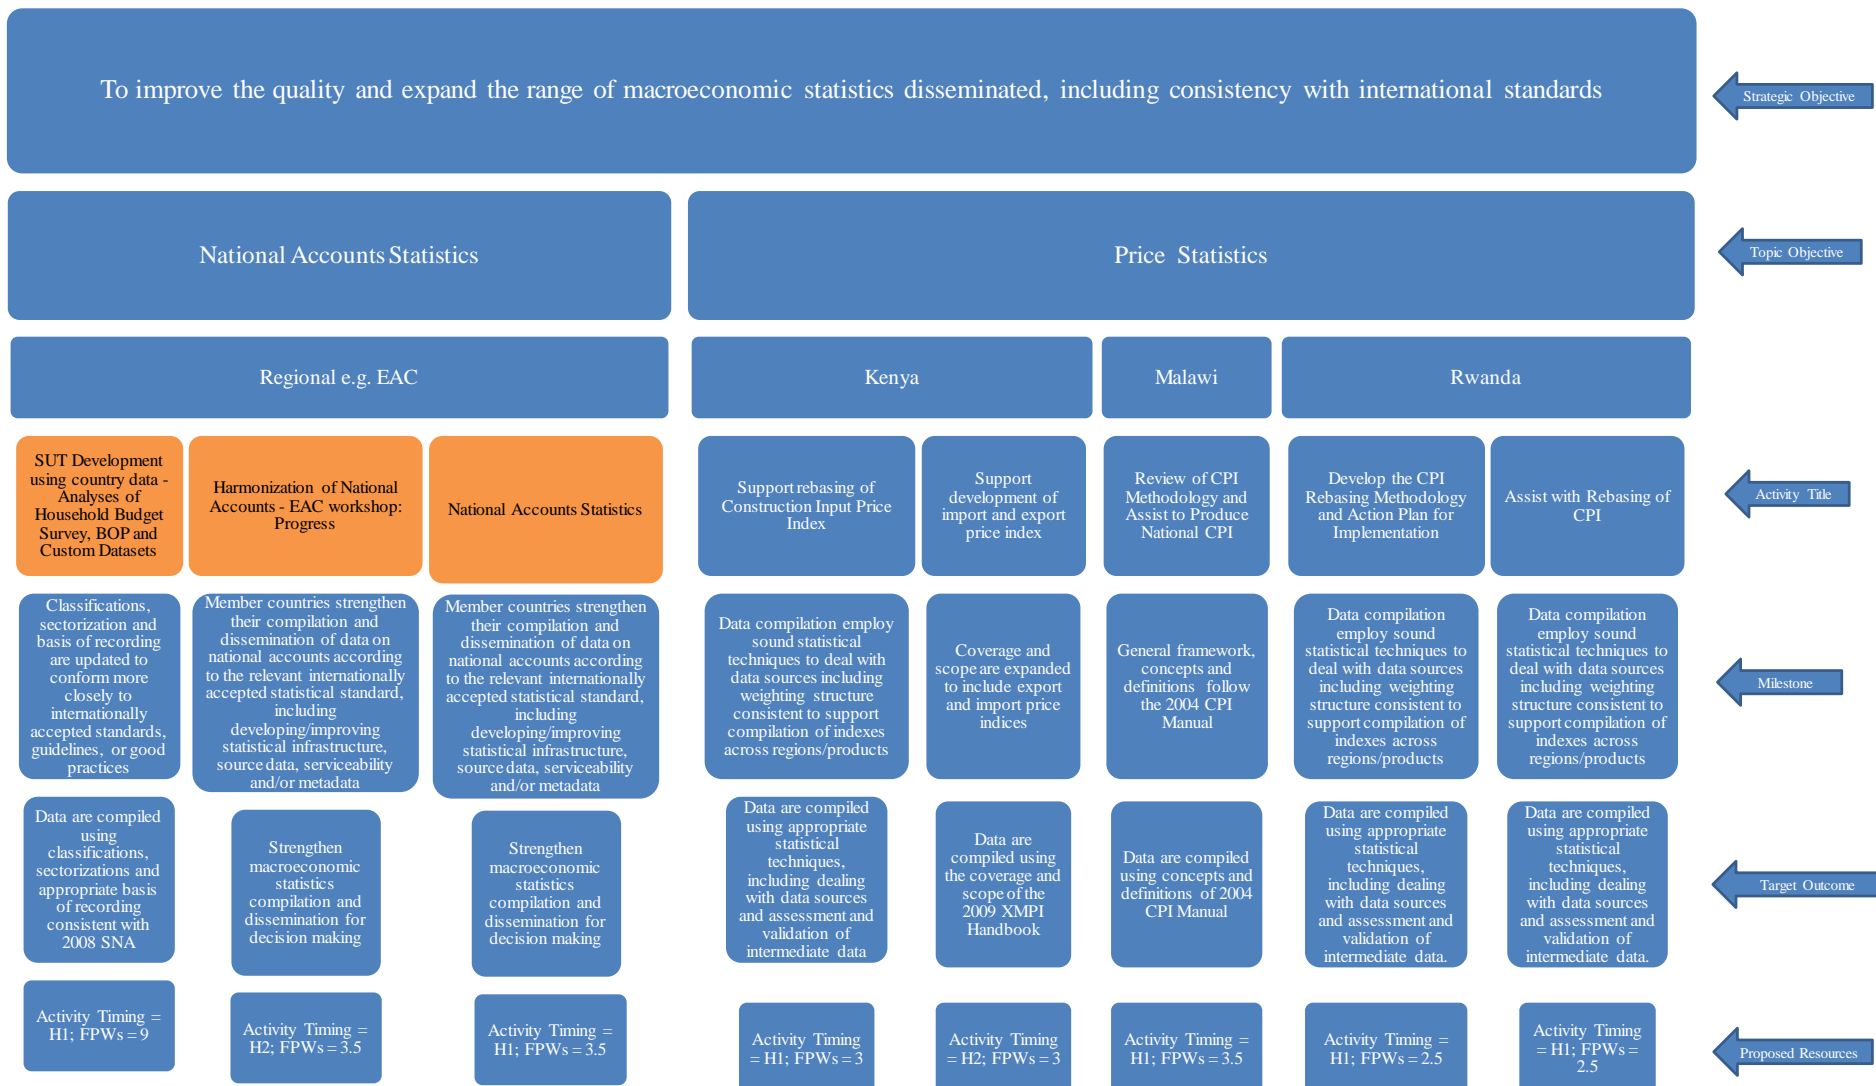 To improve the quality and expand the range of macroeconomic statistics disseminated, including consistency with international standards
Strategic Objective
National Accounts Statistics
Price Statistics
Topic Objective
Regional e.g. EAC
Kenya
Malawi
Rwanda
SUT Development
using country data -
Analyses of
Household Budget
Survey, BOP and
Custom Datasets
Harmonization of National
Accounts - EAC workshop:
Progress
National Accounts Statistics
Support rebasing of
Construction Input Price
Index
Support
development of
import and export
price index
Review of CPI
Methodology and
Assist to Produce
National CPI
Develop the CPI
Rebasing Methodology
and Action Plan for
Implementation
Assist with Rebasing of
CPI
Activity Title
Classifications,
sectorization and
basis of recording
are updated to
conform more
closely to
internationally
accepted standards,
guidelines, or good
practices
Member countries strengthen
their compilation and
dissemination of data on
national accounts according
to the relevant internationally
accepted statistical standard,
including
developing/improving
statistical infrastructure,
source data, serviceability
and/or metadata
Member countries strengthen
their compilation and
dissemination of data on
national accounts according
to the relevant internationally
accepted statistical standard,
including
developing/improving
statistical infrastructure,
source data, serviceability
and/or metadata
Data compilation employ
sound statistical
techniques to deal with
data sources including
weighting structure
consistent to support
compilation of indexes
across regions/products
Coverage and
scope are expanded
to include export
and import price
indices
General framework,
concepts and
definitions follow
the 2004 CPI
Manual
Data compilation
employ sound
statistical techniques to
deal with data sources
including weighting
structure consistent to
support compilation of
indexes across
regions/products
Data compilation
employ sound
statistical techniques to
deal with data sources
including weighting
structure consistent to
support compilation of
indexes across
regions/products
Milestone
Data are compiled
using
classifications,
sectorizations and
appropriate basis
of recording
consistent with
2008 SNA
Strengthen
macroeconomic
statistics
compilation and
dissemination for
decision making
Strengthen
macroeconomic
statistics
compilation and
dissemination for
decision making
Data are compiled
using appropriate
statistical
techniques,
including dealing
with data sources
and assessment and
validation of
intermediate data
Data are
compiled using
the coverage and
scope of the
2009 XMPI
Handbook
Data are compiled
using concepts and
definitions of 2004
CPI Manual
Data are compiled
using appropriate
statistical
techniques,
including dealing
with data sources
and assessment and
validation of
intermediate data.
Data are compiled
using appropriate
statistical
techniques,
including dealing
with data sources
and assessment and
validation of
intermediate data.
Target Outcome
Activity Timing =
H1; FPWs = 9
Activity Timing =
H2; FPWs = 3.5
Activity Timing =
H1; FPWs = 3.5
Activity Timing
= H1; FPWs = 3
Activity Timing
= H2; FPWs = 3
Activity Timing =
H1; FPWs = 3.5
Activity Timing =
H1; FPWs = 2.5
Activity Timing
= H1; FPWs =
2.5
Proposed Resources